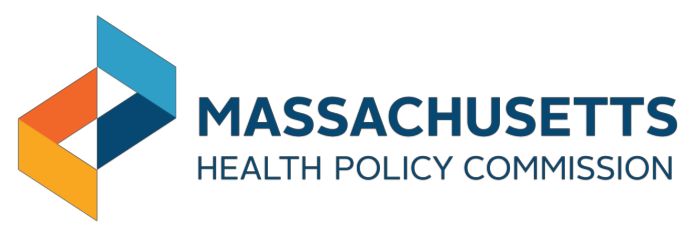 MASSACHUSETTS
HEALTH POLICY COMMISSION